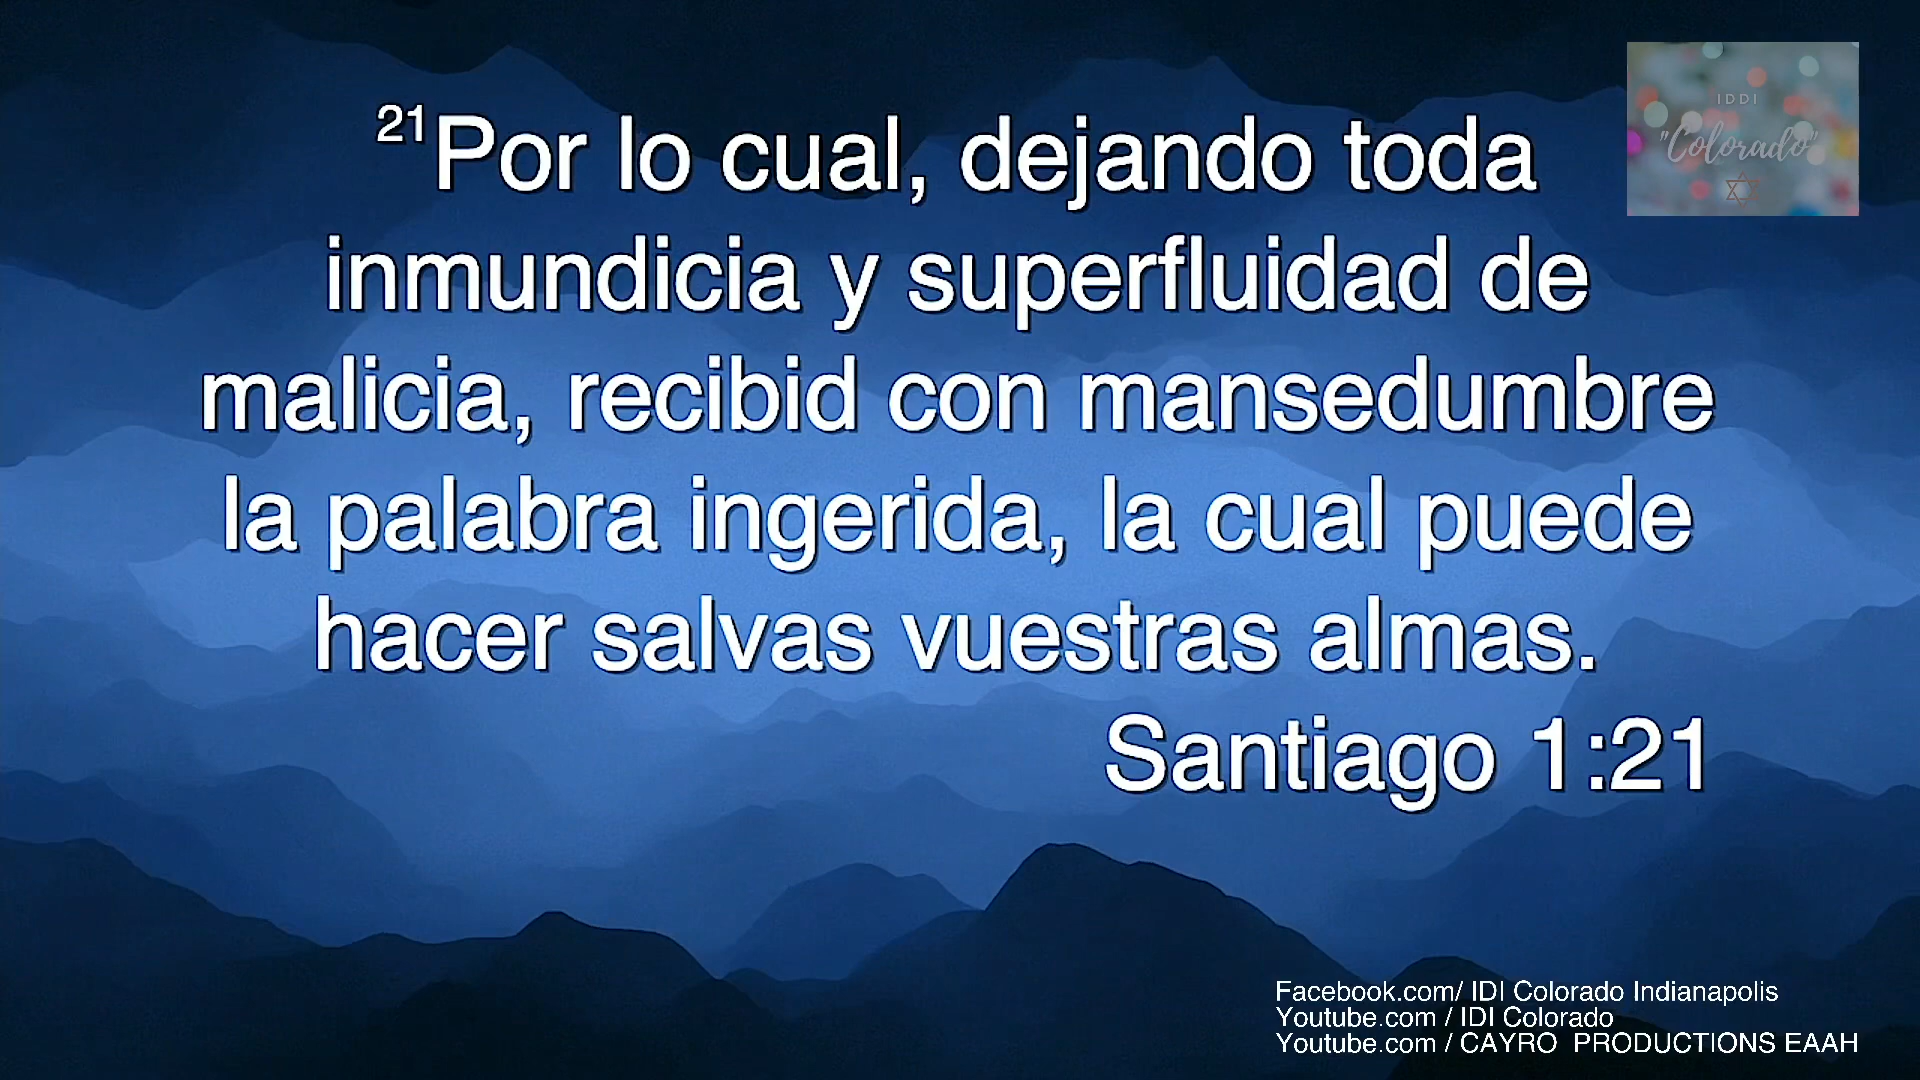 21Por lo cual, dejando toda
inmundicia y superfluidad de
malicia, recibid con mansedumbre
la palabra ingerida, la cual puede
hacer salvas vuestras almas.
Santiago 1:21
IDDI
"Colorado"
Facebook.com/ IDI Colorado Indianapolis
Youtube.com / IDI Colorado
Youtube.com / CAYRO  PRODUCTIONS EAAH